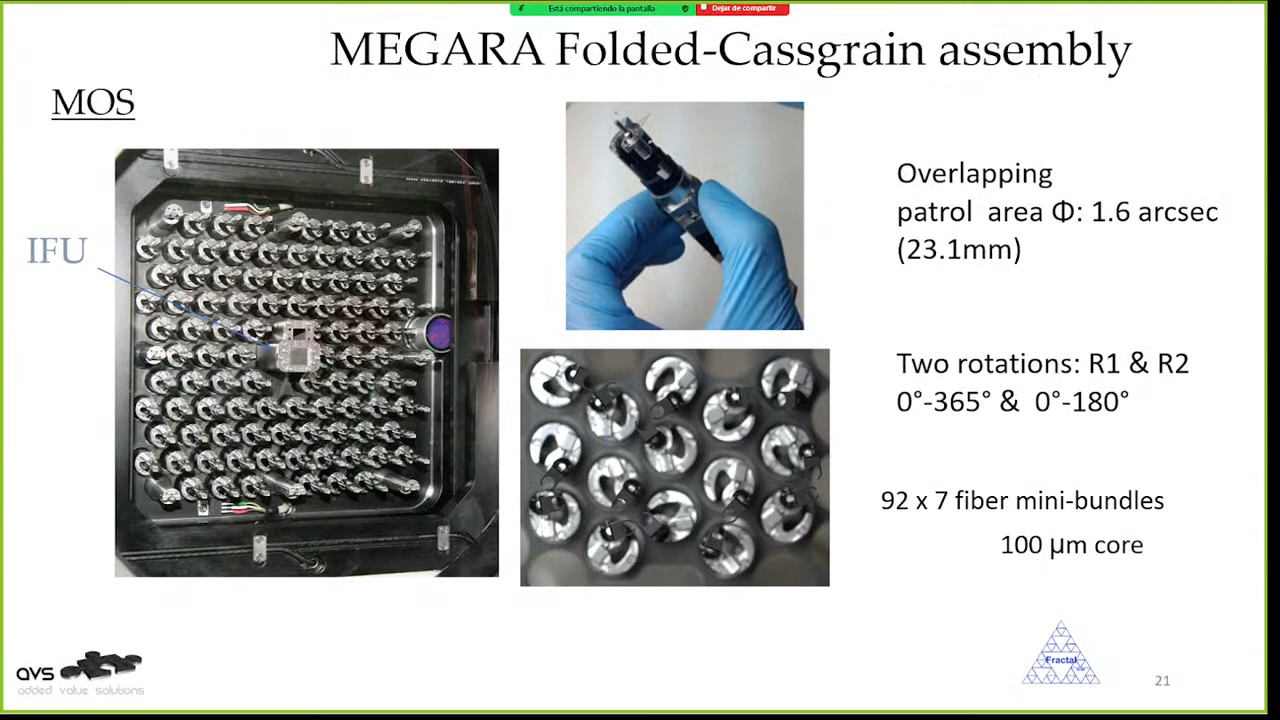 Está compartiendo la pantalla
Dejar de compartir
MEGARA Folded-Cassgrain assembly
MOS
IFU
Overlapping
patrol area Φ: 1.6 arcsec
(23.1mm)
Two rotations: R1 & R2
0°-365° & 0°-180°
92 x 7 fiber mini-bundles
100 µm core
avs
added value solutions
Fractal
21